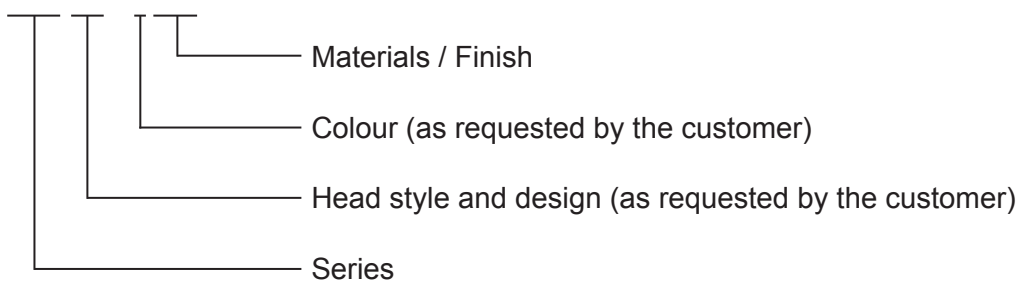 Materials / Finish
Colour (as requested by the customer)
Head style and design (as requested by the customer)
Series